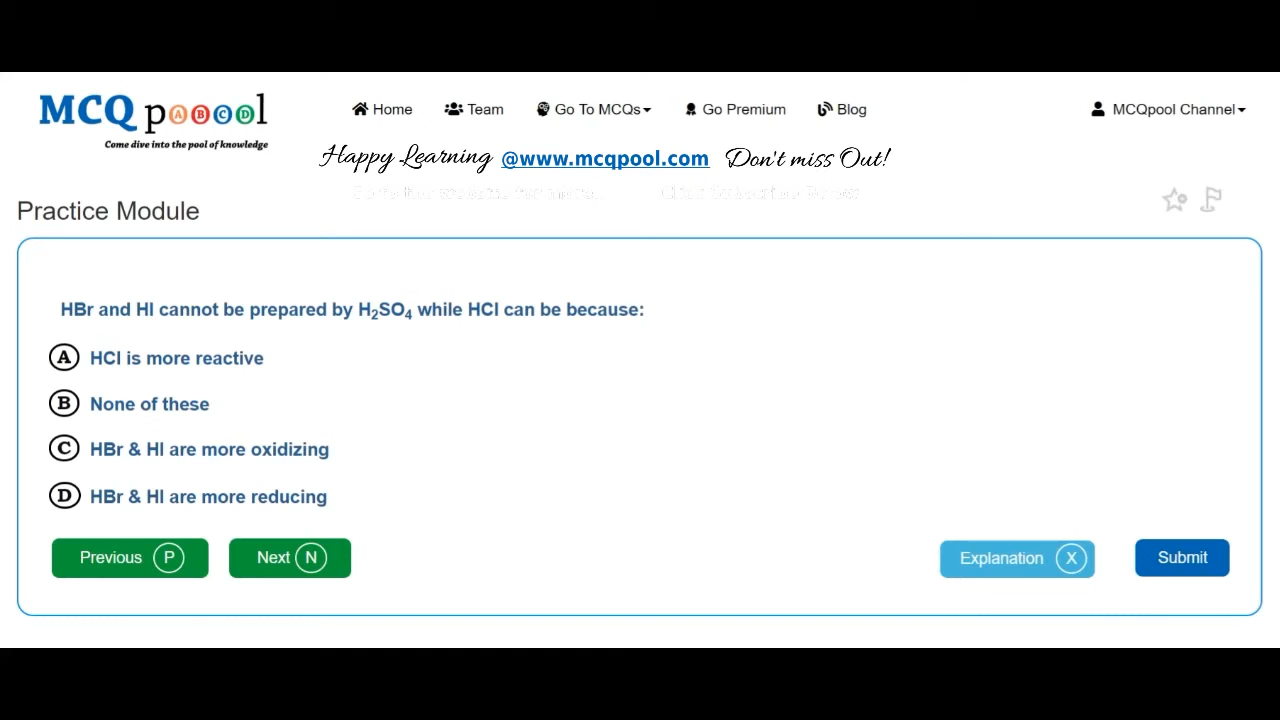 MCQ pABCDl
Come dive into the pool of knowledge
Home Team Go To MCQs Go Premium Blog MCQpool Channel
Happy Learning @www.mcqpool.com Don't miss Out!
Practice Module
HBr and HI cannot be prepared by H₂SO₄ while HCl can be because:
A HCl is more reactive
B None of these
C HBr & HI are more oxidizing
D HBr & HI are more reducing
Previous P Next N Explanation X Submit